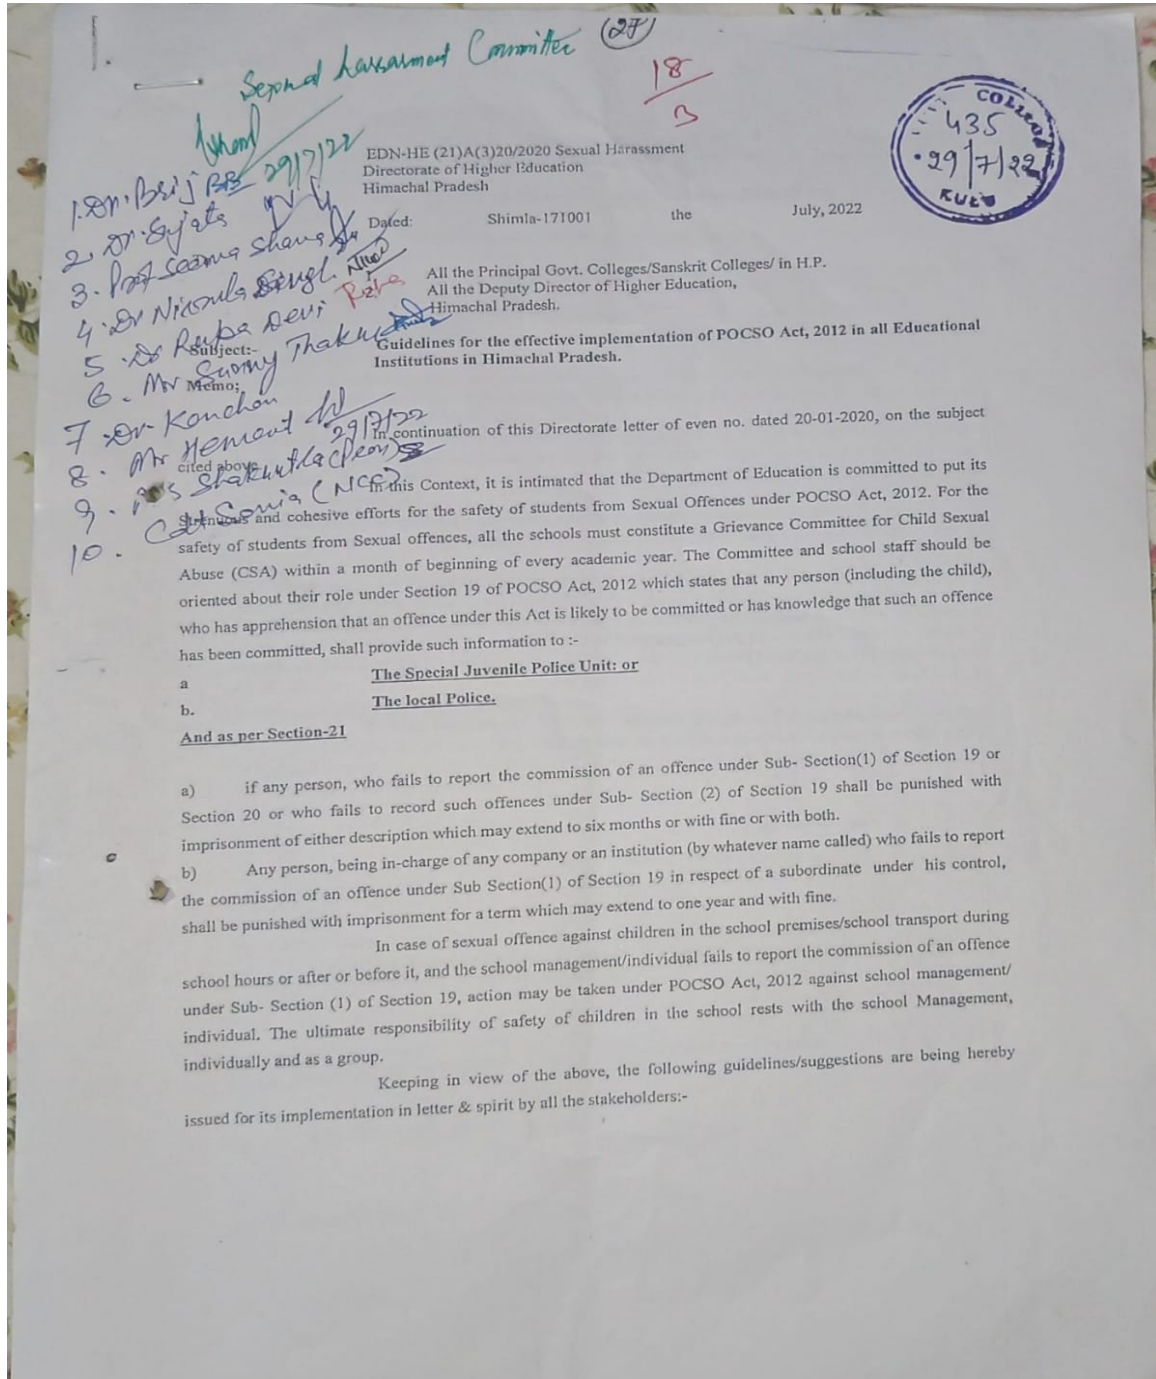 27
Sexual harrasment Committee
18
3
COLLEGE
435
29/7/22
KULU
29/7/22
EDN-HE (21)A(3)20/2020 Sexual Harassment
Directorate of Higher Education
Himachal Pradesh
Dated: Shimla-171001 the July, 2022
1. Dr. Brij BB
2. Dr. Sujata
3. Prof Seema Sharma
4. Dr Nirmala Singh
5. Dr Rupa Devi
6. Mr Sunny Thakur
7. Dr. Kanchan
8. Mr Hemant
29/7/22
9. Mrs Shakuntla (Peon)
10. Cdt Sonia (NCC)
All the Principal Govt. Colleges/Sanskrit Colleges/ in H.P.
All the Deputy Director of Higher Education,
Himachal Pradesh.
Subject:- Guidelines for the effective implementation of POCSO Act, 2012 in all Educational
Institutions in Himachal Pradesh.
Memo;
In continuation of this Directorate letter of even no. dated 20-01-2020, on the subject
cited above.
In this Context, it is intimated that the Department of Education is committed to put its
Strenuous and cohesive efforts for the safety of students from Sexual Offences under POCSO Act, 2012. For the
safety of students from Sexual offences, all the schools must constitute a Grievance Committee for Child Sexual
Abuse (CSA) within a month of beginning of every academic year. The Committee and school staff should be
oriented about their role under Section 19 of POCSO Act, 2012 which states that any person (including the child),
who has apprehension that an offence under this Act is likely to be committed or has knowledge that such an offence
has been committed, shall provide such information to :-
a The Special Juvenile Police Unit: or
b. The local Police.
And as per Section-21
a) if any person, who fails to report the commission of an offence under Sub- Section(1) of Section 19 or
Section 20 or who fails to record such offences under Sub- Section (2) of Section 19 shall be punished with
imprisonment of either description which may extend to six months or with fine or with both.
b) Any person, being in-charge of any company or an institution (by whatever name called) who fails to report
the commission of an offence under Sub Section(1) of Section 19 in respect of a subordinate under his control,
shall be punished with imprisonment for a term which may extend to one year and with fine.
In case of sexual offence against children in the school premises/school transport during
school hours or after or before it, and the school management/individual fails to report the commission of an offence
under Sub- Section (1) of Section 19, action may be taken under POCSO Act, 2012 against school management/
individual. The ultimate responsibility of safety of children in the school rests with the school Management,
individually and as a group.
Keeping in view of the above, the following guidelines/suggestions are being hereby
issued for its implementation in letter & spirit by all the stakeholders:-